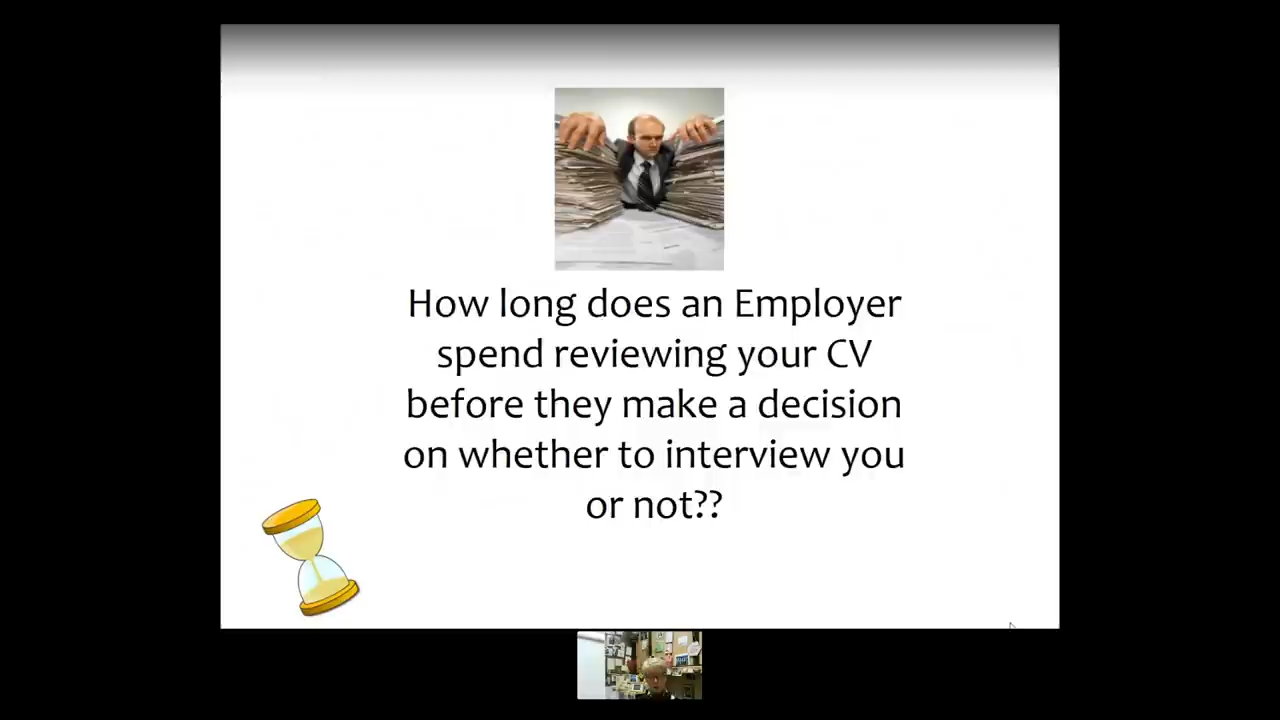 How long does an Employer
spend reviewing your CV
before they make a decision
on whether to interview you
or not??